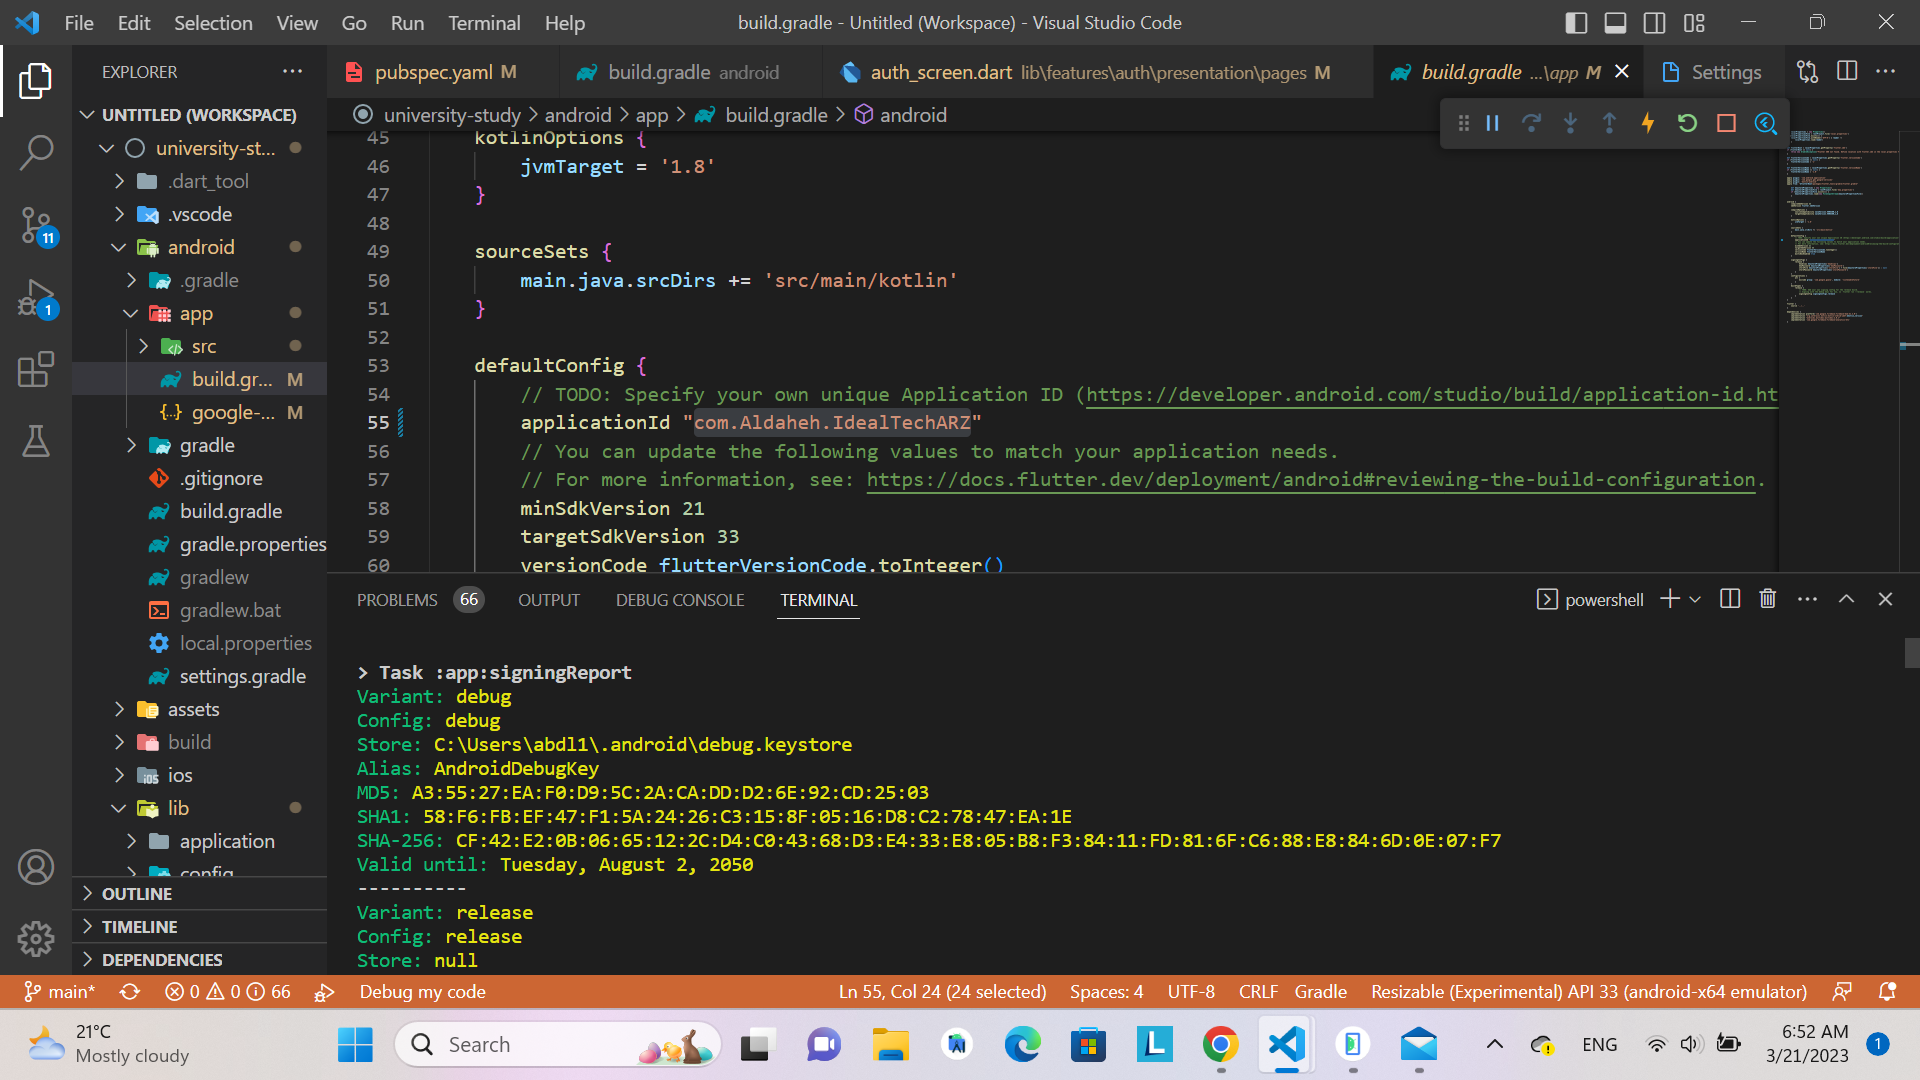 File Edit Selection View Go Run Terminal Help
build.gradle - Untitled (Workspace) - Visual Studio Code
EXPLORER
UNTITLED (WORKSPACE)
university-st...
.dart_tool
.vscode
android
.gradle
app
src
build.gr... M
google-... M
gradle
.gitignore
build.gradle
gradle.properties
gradlew
gradlew.bat
local.properties
settings.gradle
assets
build
ios
lib
application
config
OUTLINE
TIMELINE
DEPENDENCIES
11
1
pubspec.yaml M
build.gradle android
auth_screen.dart lib\features\auth\presentation\pages M
build.gradle ...\app M
Settings
university-study > android > app > build.gradle > android
45 kotlinOptions {
46 jvmTarget = '1.8'
47 }
48
49 sourceSets {
50 main.java.srcDirs += 'src/main/kotlin'
51 }
52
53 defaultConfig {
54 // TODO: Specify your own unique Application ID (https://developer.android.com/studio/build/application-id.ht
55 applicationId "com.Aldaheh.IdealTechARZ"
56 // You can update the following values to match your application needs.
57 // For more information, see: https://docs.flutter.dev/deployment/android#reviewing-the-build-configuration.
58 minSdkVersion 21
59 targetSdkVersion 33
60 versionCode flutterVersionCode.toInteger()
PROBLEMS 66 OUTPUT DEBUG CONSOLE TERMINAL
powershell
> Task :app:signingReport
Variant: debug
Config: debug
Store: C:\Users\abdl1\.android\debug.keystore
Alias: AndroidDebugKey
MD5: A3:55:27:EA:F0:D9:5C:2A:CA:DD:D2:6E:92:CD:25:03
SHA1: 58:F6:FB:EF:47:F1:5A:24:26:C3:15:8F:05:16:D8:C2:78:47:EA:1E
SHA-256: CF:42:E2:0B:06:65:12:2C:D4:C0:43:68:D3:E4:33:E8:05:B8:F3:84:11:FD:81:6F:C6:88:E8:84:6D:0E:07:F7
Valid until: Tuesday, August 2, 2050
----------
Variant: release
Config: release
Store: null
main* 0 0 66 Debug my code
Ln 55, Col 24 (24 selected) Spaces: 4 UTF-8 CRLF Gradle Resizable (Experimental) API 33 (android-x64 emulator)
21°C
Mostly cloudy
Search
L
ENG
6:52 AM
3/21/2023
1